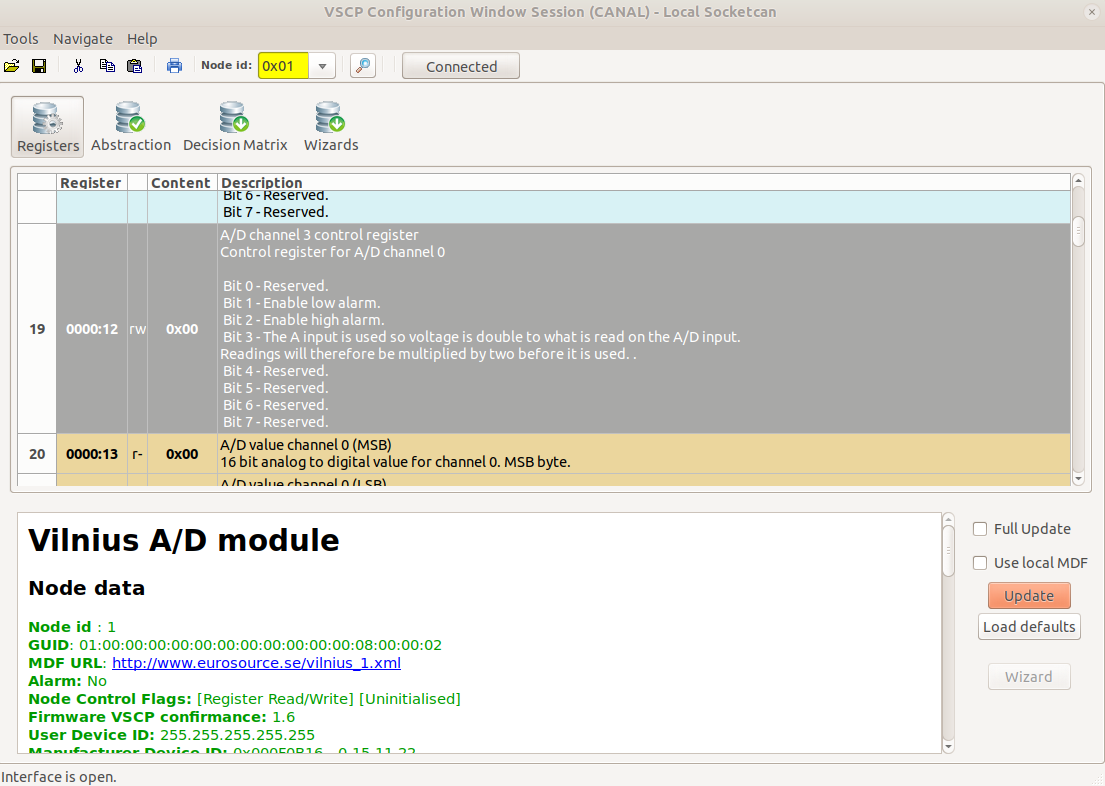 VSCP Configuration Window Session (CANAL) - Local Socketcan
Tools Navigate Help
Node id: 0x01 Connected
Registers Abstraction Decision Matrix Wizards
Register Content Description
Bit 6 - Reserved.
Bit 7 - Reserved.
A/D channel 3 control register
Control register for A/D channel 0
Bit 0 - Reserved.
Bit 1 - Enable low alarm.
Bit 2 - Enable high alarm.
19 0000:12 rw 0x00
Bit 3 - The A input is used so voltage is double to what is read on the A/D input.
Readings will therefore be multiplied by two before it is used. .
Bit 4 - Reserved.
Bit 5 - Reserved.
Bit 6 - Reserved.
Bit 7 - Reserved.
20 0000:13 r- 0x00
A/D value channel 0 (MSB)
16 bit analog to digital value for channel 0. MSB byte.
A/D value channel 0 (LSB)
Vilnius A/D module
Node data
Node id : 1
GUID: 01:00:00:00:00:00:00:00:00:00:00:00:08:00:00:02
MDF URL: http://www.eurosource.se/vilnius_1.xml
Alarm: No
Node Control Flags: [Register Read/Write] [Uninitialised]
Firmware VSCP confirmance: 1.6
User Device ID: 255.255.255.255.255
Manufacturer Device ID: 0x000F0B16 - 0.15.11.22
Full Update
Use local MDF
Update
Load defaults
Wizard
Interface is open.